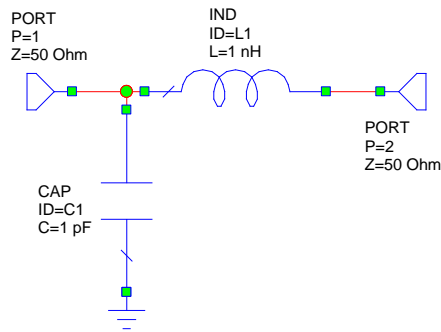 PORT
P=1
Z=50 Ohm
IND
ID=L1
L=1 nH
PORT
P=2
Z=50 Ohm
CAP
ID=C1
C=1 pF